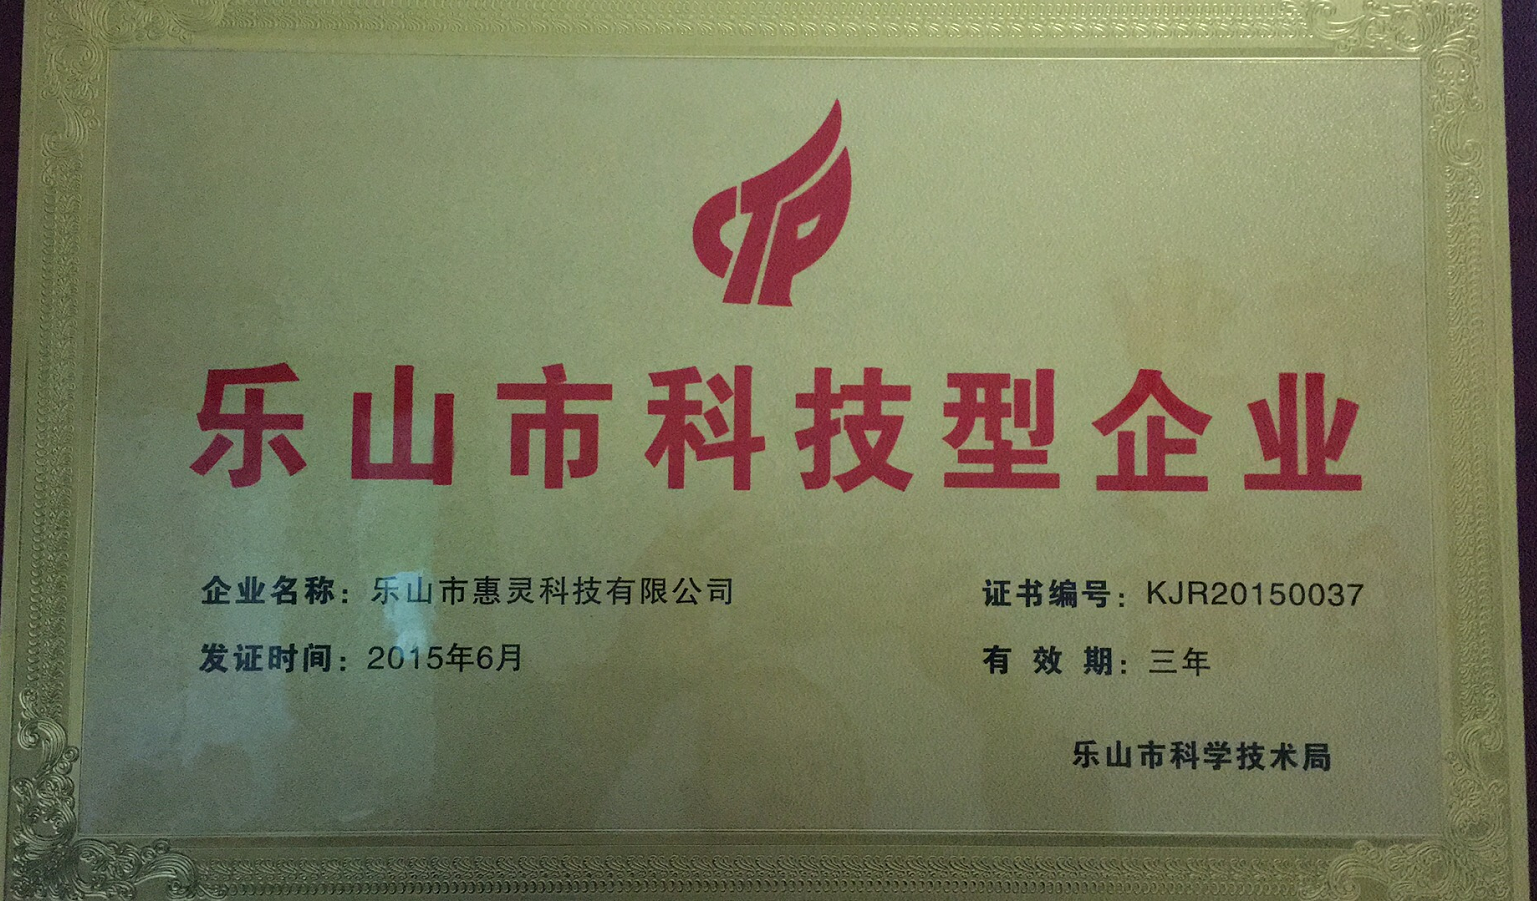 CTP
乐山市科技型企业
企业名称：乐山市惠灵科技有限公司
证书编号：KJR20150037
发证时间：2015年6月
有效期：三年
乐山市科学技术局